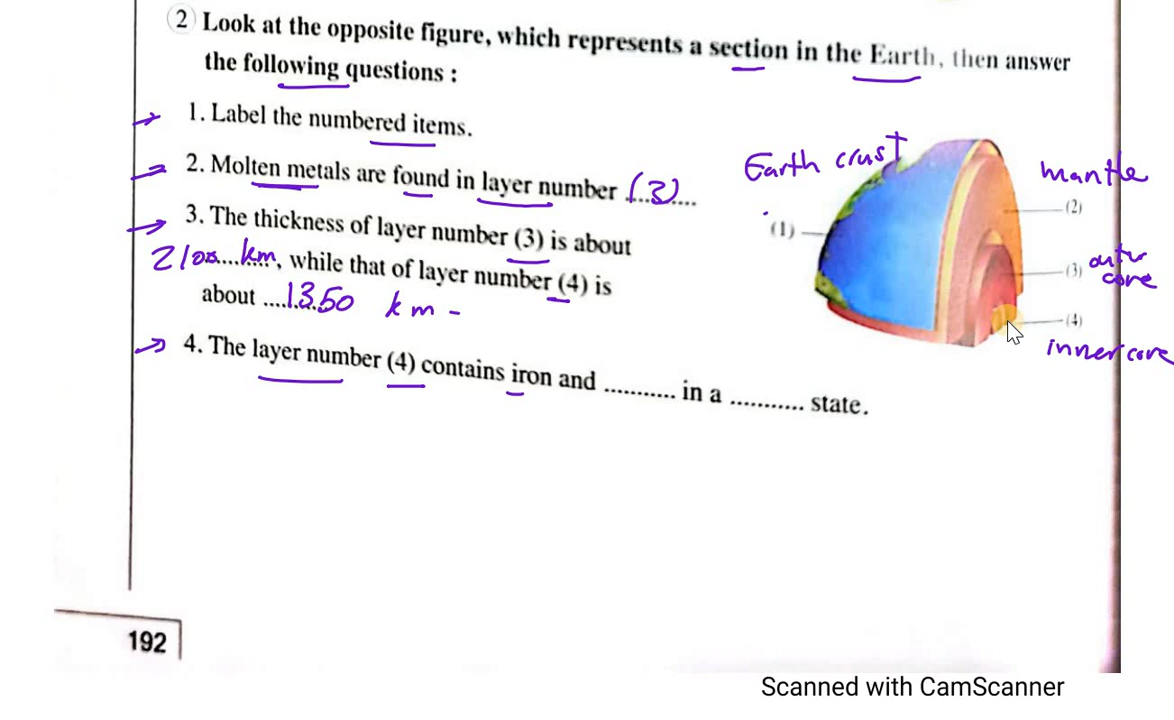 2 Look at the opposite figure, which represents a section in the Earth, then answer
the following questions :
1. Label the numbered items.
2. Molten metals are found in layer number (3)
3. The thickness of layer number (3) is about
2100 km, while that of layer number (4) is
about 1350 km -
4. The layer number (4) contains iron and ........... in a ........... state.
Earth crust
(1)
mantle
(2)
(3) outer
core
(4)
inner core
192
Scanned with CamScanner